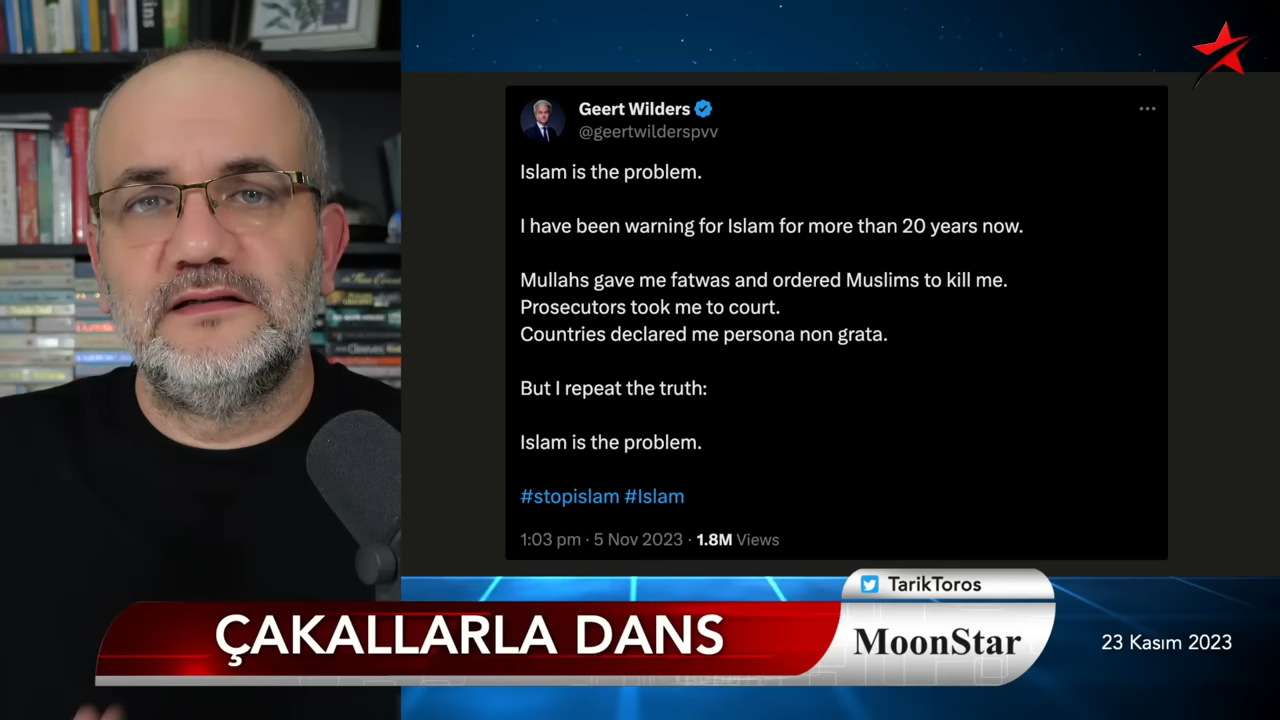 Geert Wilders
@geertwilderspvv
Islam is the problem.
I have been warning for Islam for more than 20 years now.
Mullahs gave me fatwas and ordered Muslims to kill me.
Prosecutors took me to court.
Countries declared me persona non grata.
But I repeat the truth:
Islam is the problem.
#stopislam #Islam
1:03 pm · 5 Nov 2023 · 1.8M Views
TarikToros
ÇAKALLARLA DANS
MoonStar
23 Kasım 2023